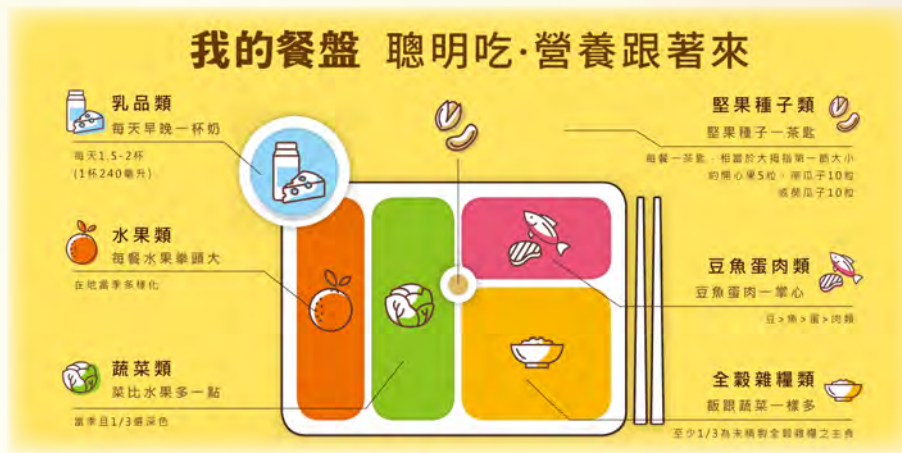 我的餐盤 聰明吃·營養跟著來
乳品類
每天早晚一杯奶
每天1.5-2杯
(1杯240毫升)
水果類
每餐水果拳頭大
在地當季多樣化
蔬菜類
菜比水果多一點
當季且1/3選深色
堅果種子類
堅果種子一茶匙
每餐一茶匙，相當於大拇指第一節大小
約開心果5粒，南瓜子10粒
或葵瓜子10粒
豆魚蛋肉類
豆魚蛋肉一掌心
豆>魚>蛋>肉類
全穀雜糧類
飯跟蔬菜一樣多
至少1/3為未精製全穀雜糧之主食